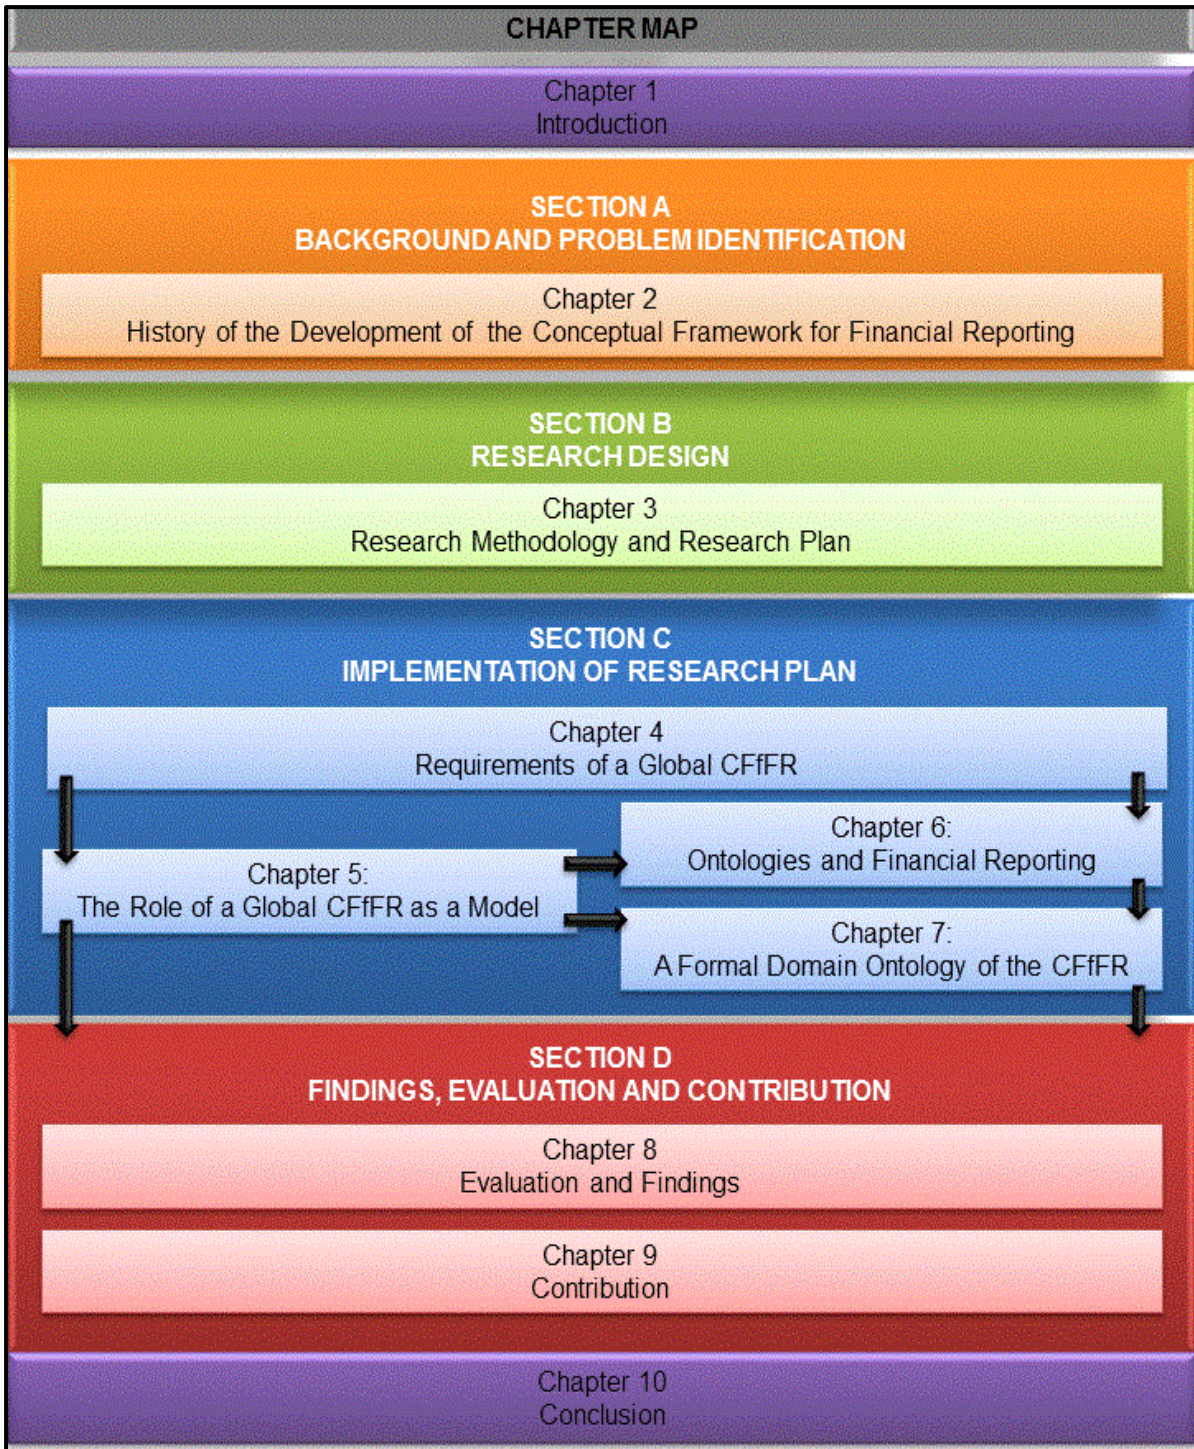 CHAPTER MAP
Chapter 1
Introduction
SECTION A
BACKGROUND AND PROBLEM IDENTIFICATION
Chapter 2
History of the Development of the Conceptual Framework for Financial Reporting
SECTION B
RESEARCH DESIGN
Chapter 3
Research Methodology and Research Plan
SECTION C
IMPLEMENTATION OF RESEARCH PLAN
Chapter 4
Requirements of a Global CFfFR
Chapter 5:
The Role of a Global CFfFR as a Model
Chapter 6:
Ontologies and Financial Reporting
Chapter 7:
A Formal Domain Ontology of the CFfFR
SECTION D
FINDINGS, EVALUATION AND CONTRIBUTION
Chapter 8
Evaluation and Findings
Chapter 9
Contribution
Chapter 10
Conclusion